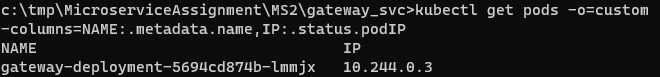 c:\tmp\MicroserviceAssignment\MS2\gateway_svc>kubectl get pods -o=custom
-columns=NAME:.metadata.name,IP:.status.podIP
NAME                                  IP
gateway-deployment-5694cd874b-lmmjx   10.244.0.3